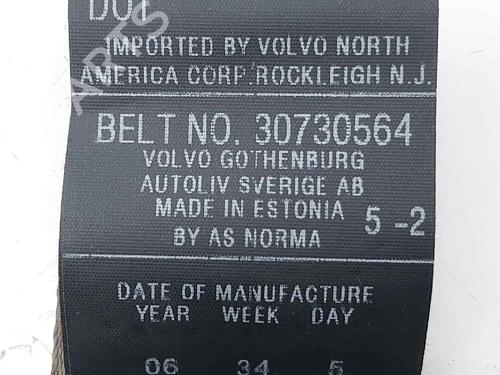 DOT
IMPORTED BY VOLVO NORTH
AMERICA CORP.ROCKLEIGH N.J.
BELT NO. 30730564
VOLVO GOTHENBURG
AUTOLIV SVERIGE AB
MADE IN ESTONIA 5-2
BY AS NORMA
DATE OF MANUFACTURE
YEAR WEEK DAY
06 34 5